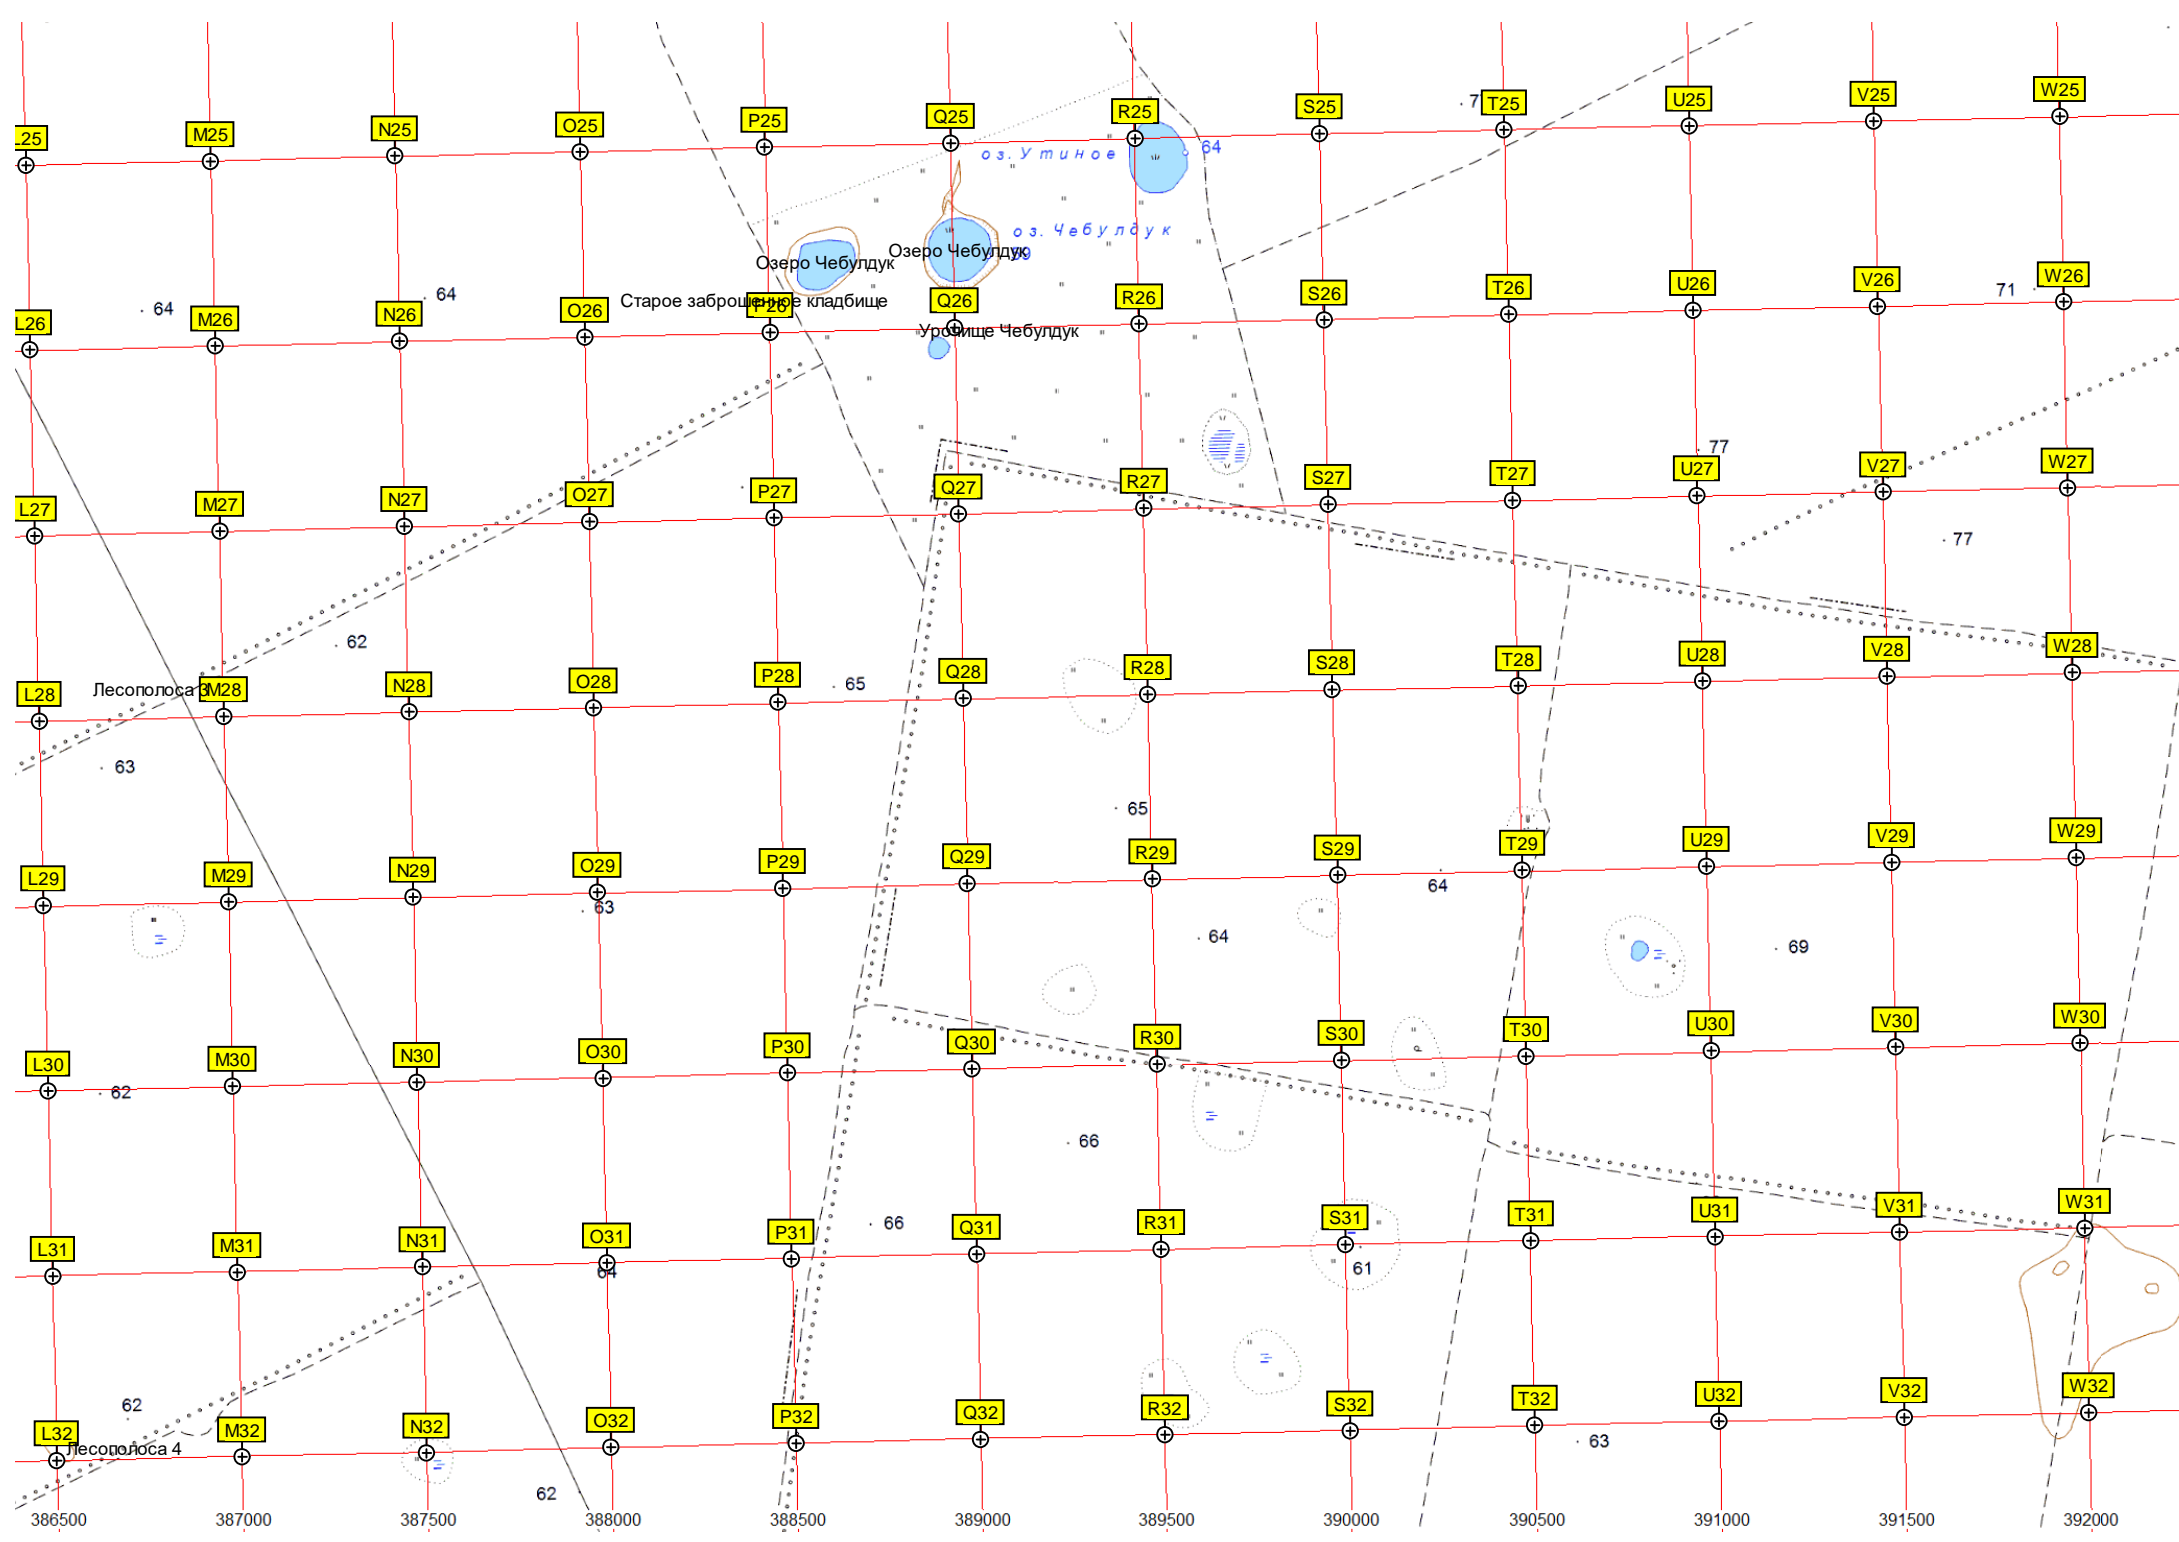 L25 M25 N25 O25 P25 Q25 R25 S25 T25 U25 V25 W25
оз. Утиное 64
оз. Чебулдук
Озеро Чебулдук
Озеро Чебулдук
Старое заброшенное кладбище
64 64 71
L26 M26 N26 O26 P26 Q26 R26 S26 T26 U26 V26 W26
Урочище Чебулдук
77
L27 M27 N27 O27 P27 Q27 R27 S27 T27 U27 V27 W27
77
62
65
L28 M28 N28 O28 P28 Q28 R28 S28 T28 U28 V28 W28
Лесополоса 3
63
65
L29 M29 N29 O29 P29 Q29 R29 S29 T29 U29 V29 W29
63 64
64 69
L30 M30 N30 O30 P30 Q30 R30 S30 T30 U30 V30 W30
62
66
66
L31 M31 N31 O31 P31 Q31 R31 S31 T31 U31 V31 W31
64 61
62
L32 M32 N32 O32 P32 Q32 R32 S32 T32 U32 V32 W32
Лесополоса 4
63
62
386500 387000 387500 388000 388500 389000 389500 390000 390500 391000 391500 392000